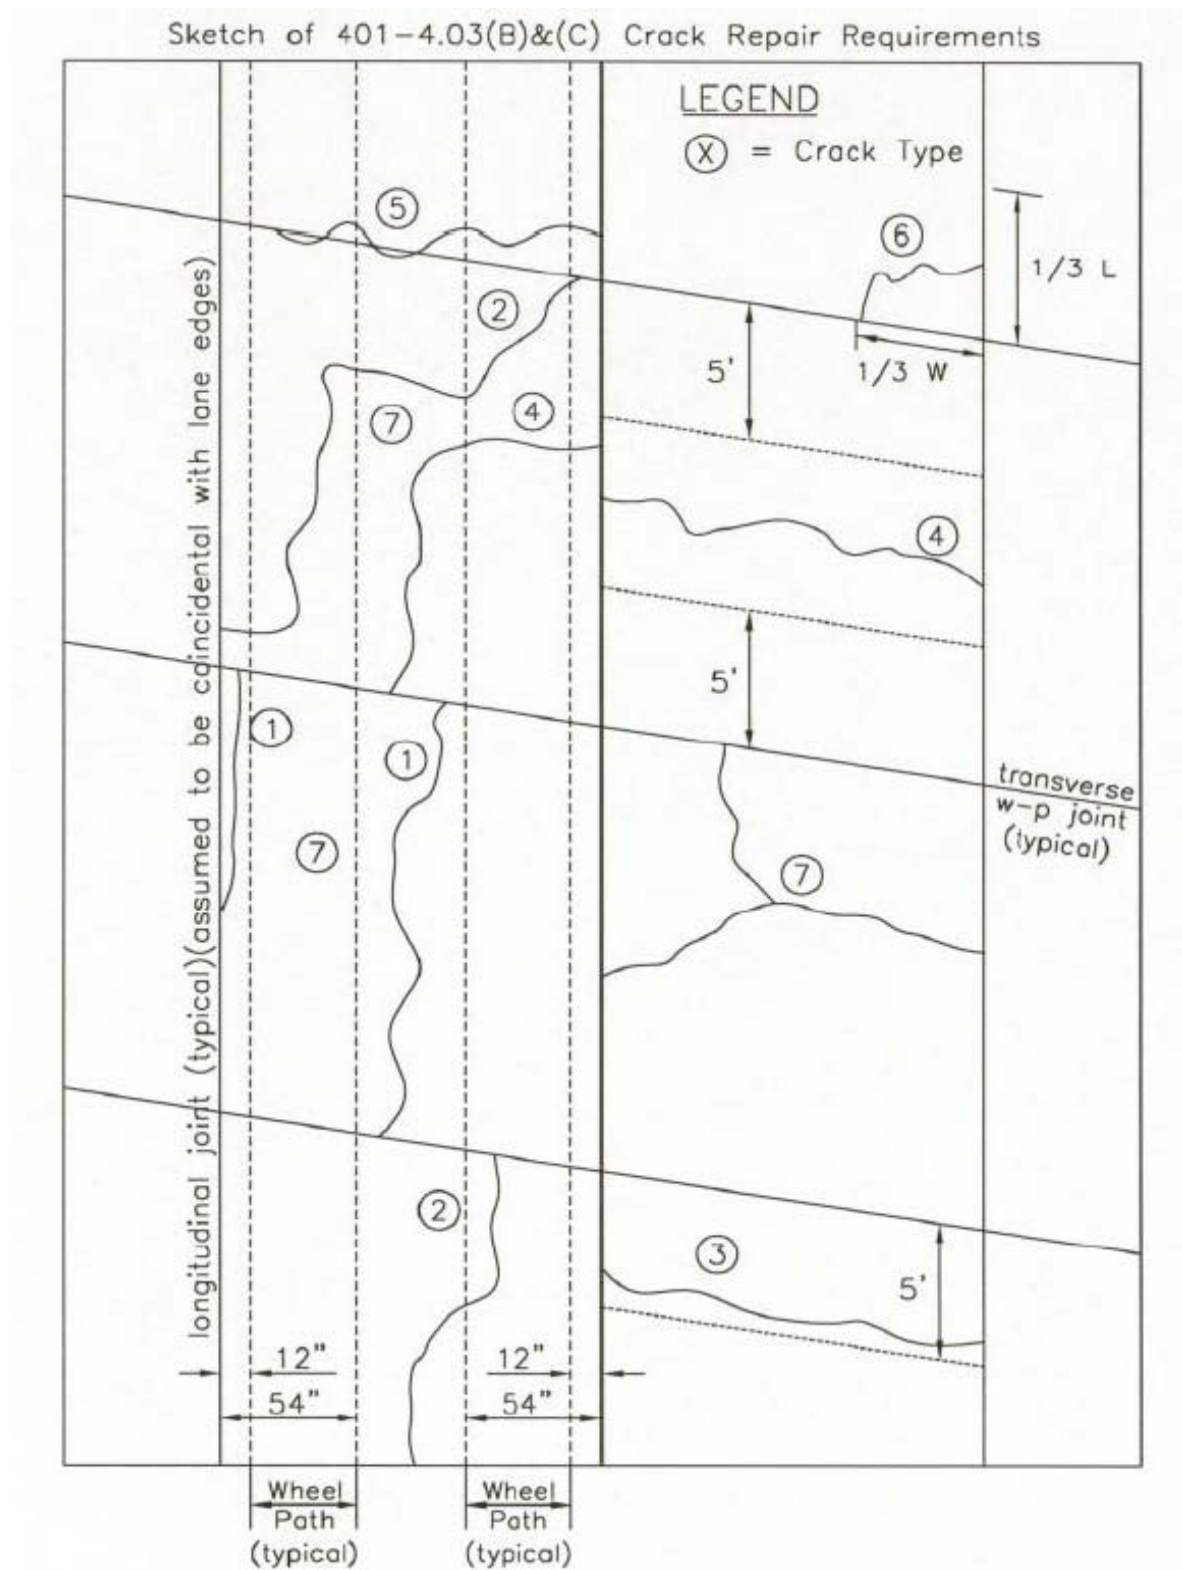 Sketch of 401-4.03(B)&(C) Crack Repair Requirements
LEGEND
(X) = Crack Type
5
6
1/3 L
2
1/3 W
5'
7
4
4
longitudinal joint (typical)(assumed to be coincidental with lane edges)
5'
1
1
transverse
w-p joint
(typical)
7
7
2
3
5'
12"
12"
54"
54"
Wheel
Path
(typical)
Wheel
Path
(typical)